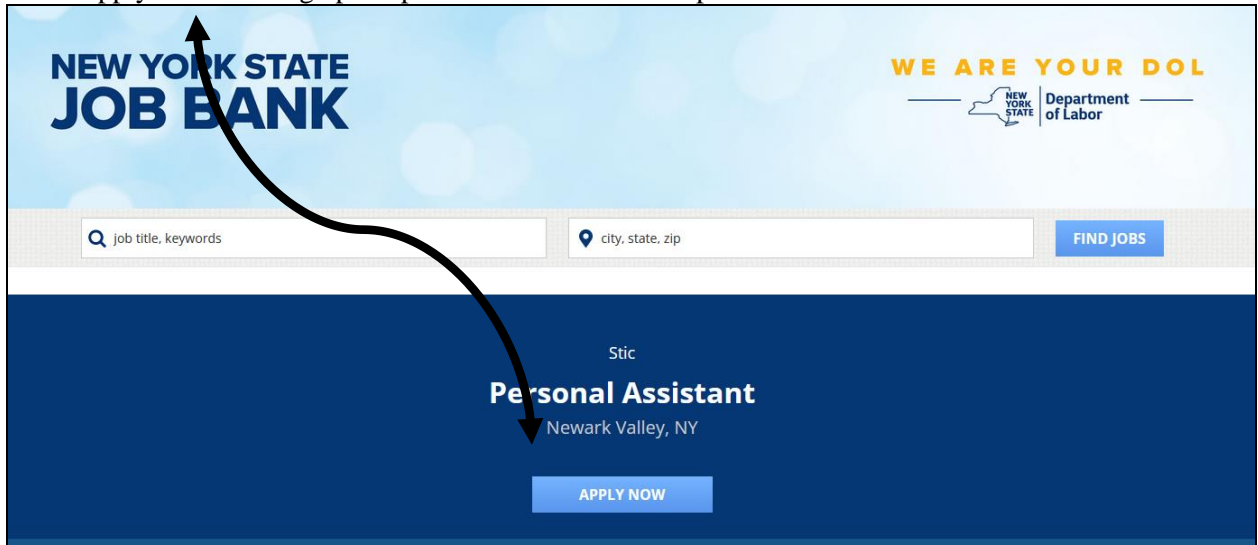 apply
NEW YORK STATE
JOB BANK
WE ARE YOUR DOL
NEW
YORK
STATE
Department
of Labor
job title, keywords
city, state, zip
FIND JOBS
Stic
Personal Assistant
Newark Valley, NY
APPLY NOW